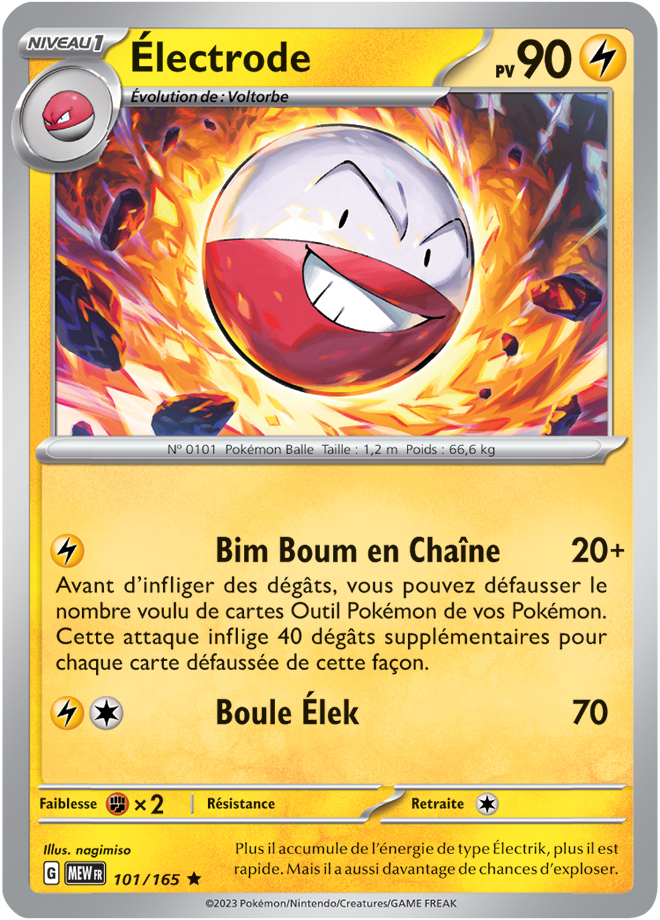 NIVEAU 1
Électrode
PV 90
Évolution de : Voltorbe
N° 0101 Pokémon Balle Taille : 1,2 m Poids : 66,6 kg
Bim Boum en Chaîne 20+
Avant d’infliger des dégâts, vous pouvez défausser le
nombre voulu de cartes Outil Pokémon de vos Pokémon.
Cette attaque inflige 40 dégâts supplémentaires pour
chaque carte défaussée de cette façon.
Boule Élek 70
Faiblesse ×2 Résistance Retraite
Illus. nagimiso
G MEW FR 101/165 ★
Plus il accumule de l’énergie de type Électrik, plus il est
rapide. Mais il a aussi davantage de chances d’exploser.
©2023 Pokémon/Nintendo/Creatures/GAME FREAK